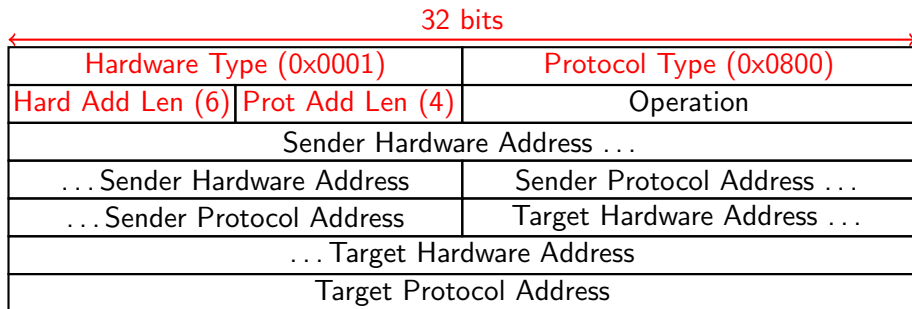 32 bits
Hardware Type (0x0001) Protocol Type (0x0800)
Hard Add Len (6) Prot Add Len (4) Operation
Sender Hardware Address ...
... Sender Hardware Address Sender Protocol Address ...
... Sender Protocol Address Target Hardware Address ...
... Target Hardware Address
Target Protocol Address